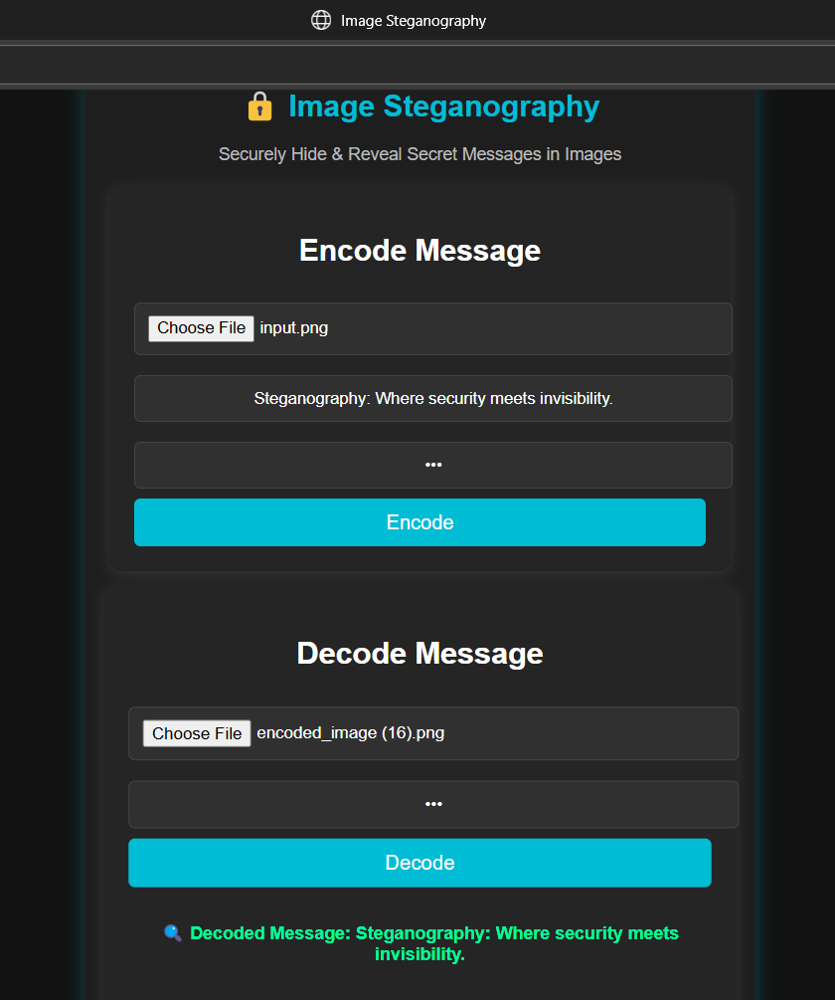 Image Steganography
🔒 Image Steganography
Securely Hide & Reveal Secret Messages in Images
Encode Message
Choose File input.png
Steganography: Where security meets invisibility.
•••
Encode
Decode Message
Choose File encoded_image (16).png
•••
Decode
🔍 Decoded Message: Steganography: Where security meets
invisibility.